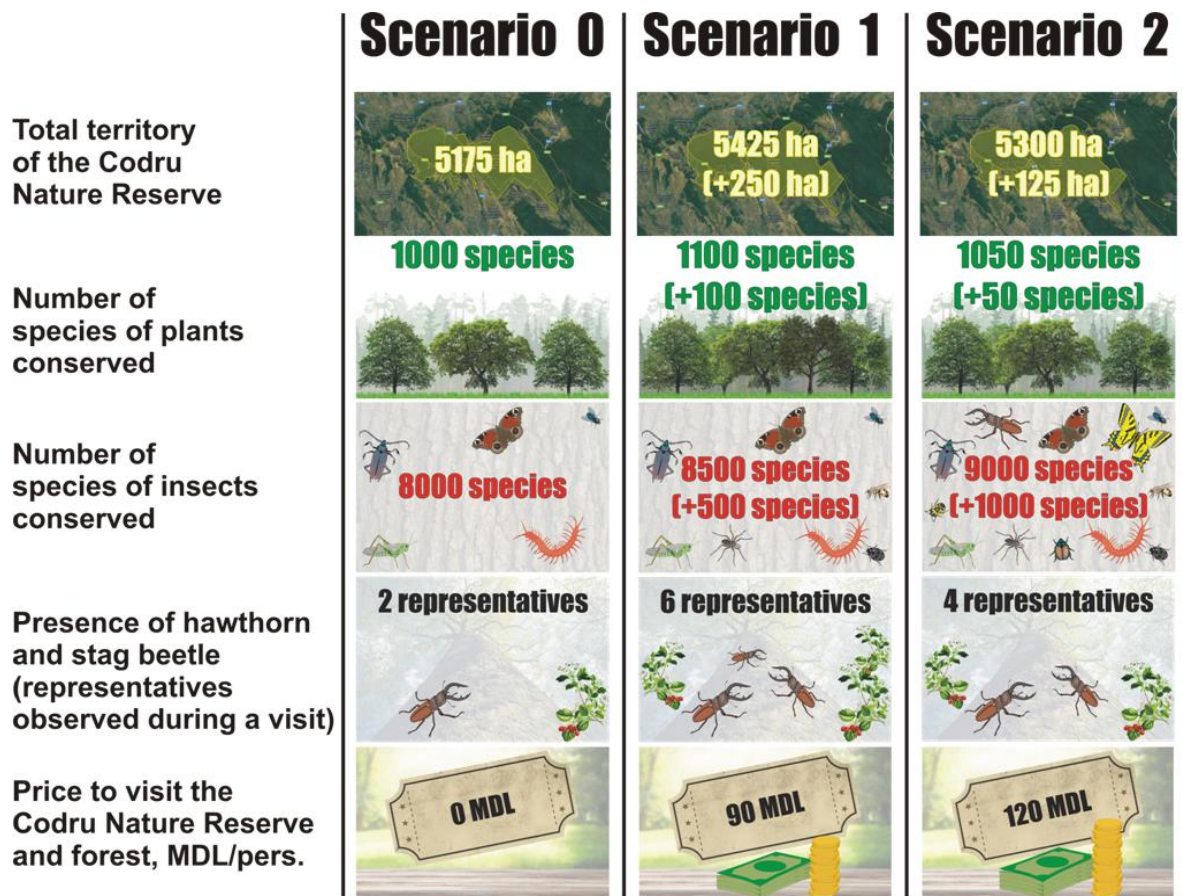 Scenario 0
Scenario 1
Scenario 2
Total territory
of the Codru
Nature Reserve
5175 ha
5425 ha
(+250 ha)
5300 ha
(+125 ha)
Number of
species of plants
conserved
1000 species
1100 species
(+100 species)
1050 species
(+50 species)
Number of
species of insects
conserved
8000 species
8500 species
(+500 species)
9000 species
(+1000 species)
Presence of hawthorn
and stag beetle
(representatives
observed during a visit)
2 representatives
6 representatives
4 representatives
Price to visit the
Codru Nature Reserve
and forest, MDL/pers.
0 MDL
90 MDL
120 MDL